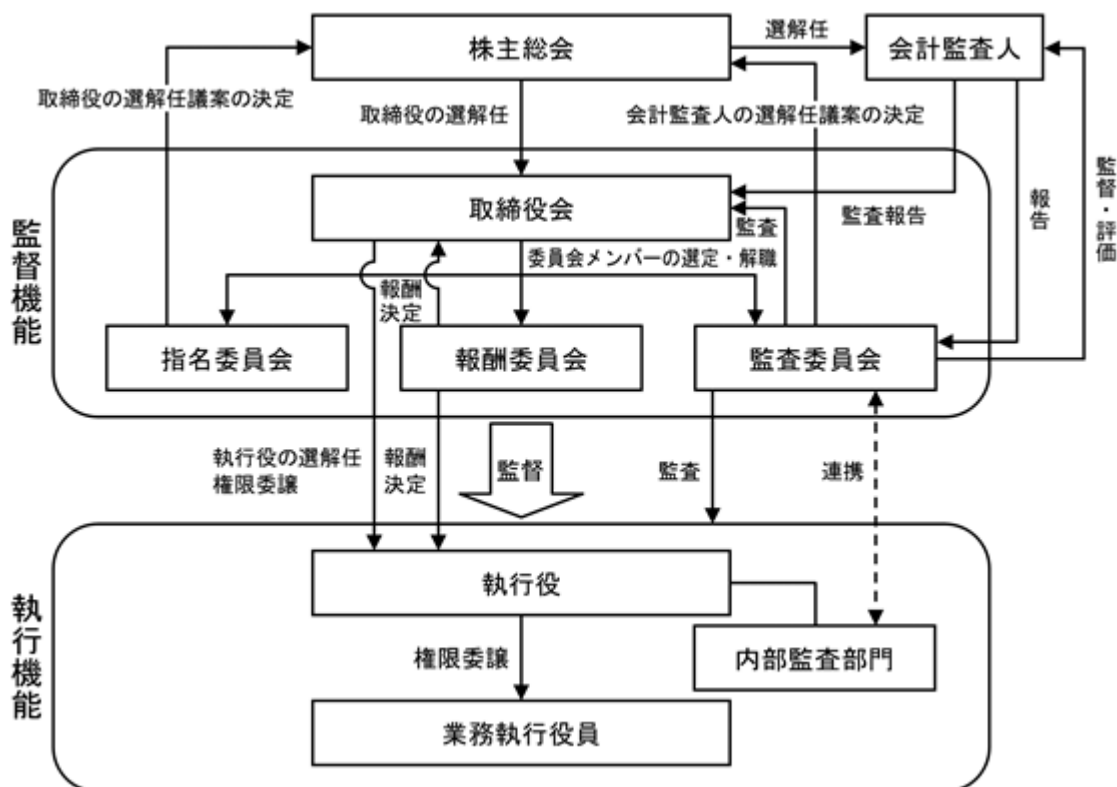 株主総会
選解任
会計監査人
取締役の選解任議案の決定
取締役の選解任
会計監査人の選解任議案の決定
監督機能
取締役会
監査
監査報告
報告
監督・評価
委員会メンバーの選定・解職
報酬
決定
指名委員会
報酬委員会
監査委員会
執行役の選解任
権限委譲
報酬
決定
監督
監査
連携
執行機能
執行役
内部監査部門
権限委譲
業務執行役員